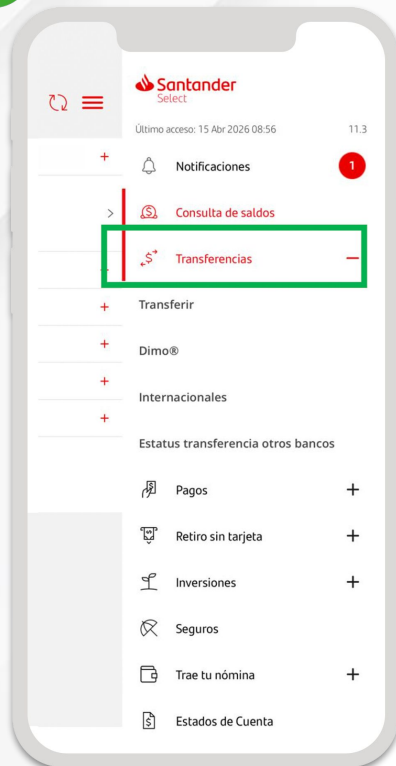 Santander
Select
Último acceso: 15 Abr 2026 08:56 11.3
Notificaciones 1
Consulta de saldos
Transferencias
Transferir
Dimo®
Internacionales
Estatus transferencia otros bancos
Pagos
Retiro sin tarjeta
Inversiones
Seguros
Trae tu nómina
Estados de Cuenta